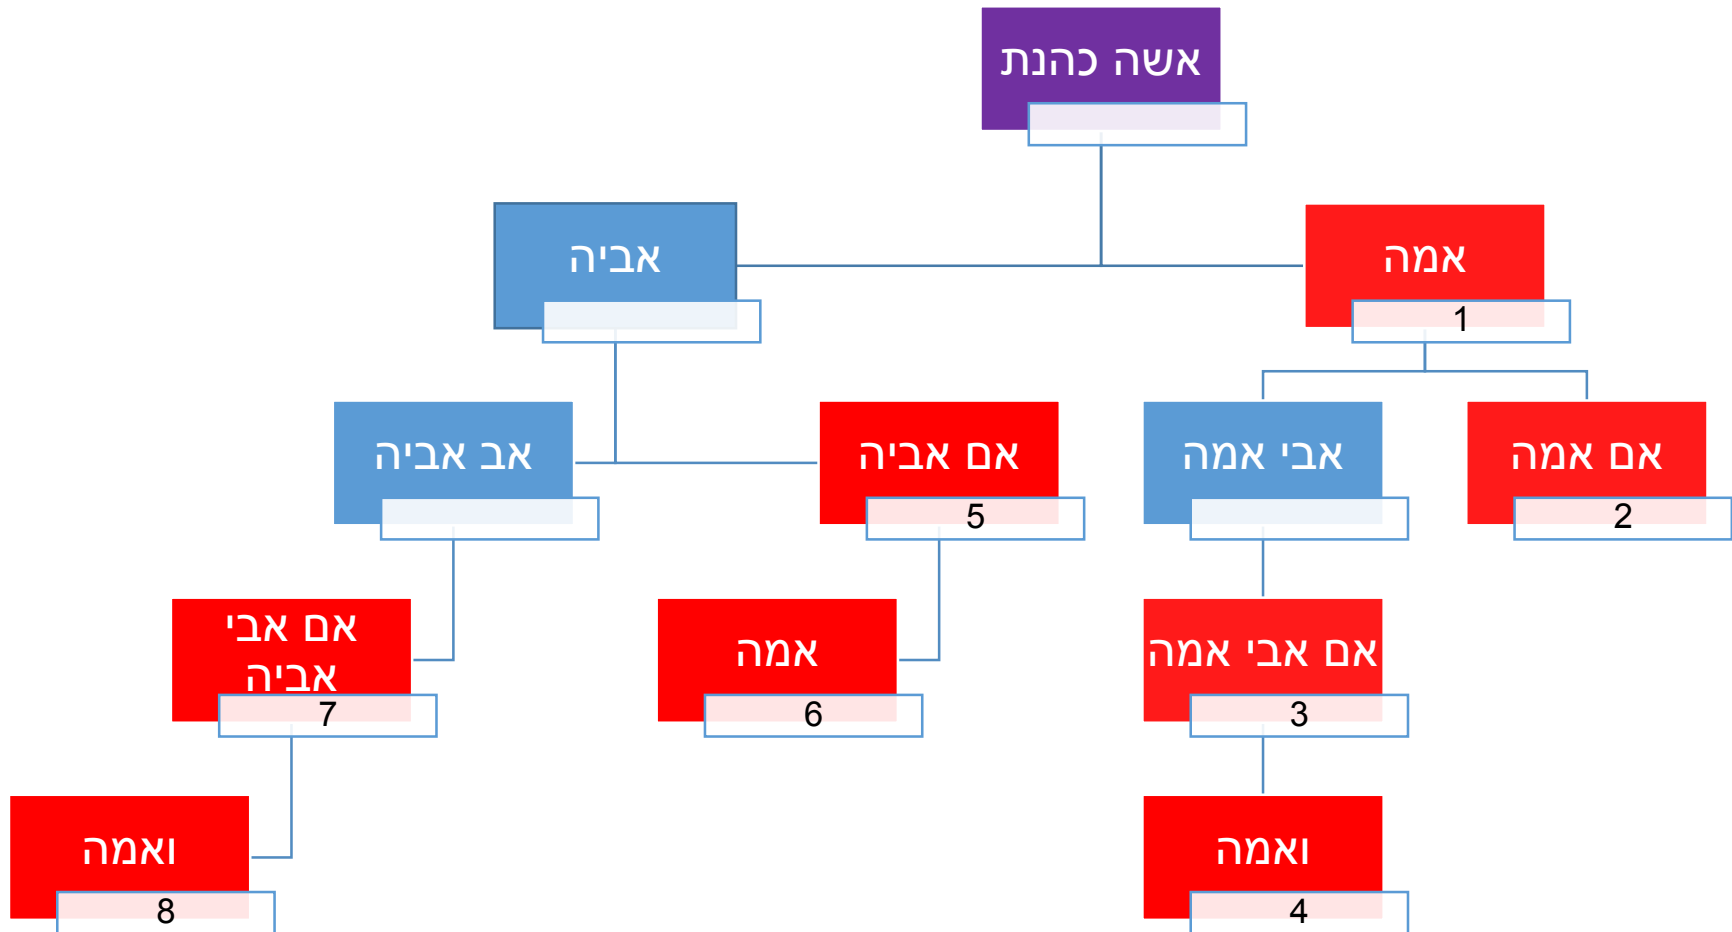 אשה כהנת
אמה
1
אביה
אם אמה
2
אבי אמה
אם אביה
5
אב אביה
אם אבי אמה
3
אמה
6
אם אבי
אביה
7
ואמה
4
ואמה
8